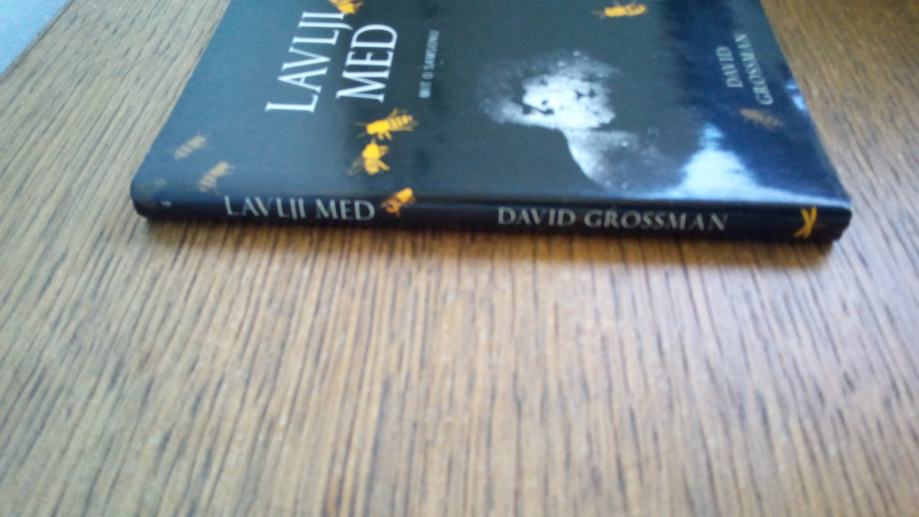 LAVLJI
MED
MIT O SAMSONU
DAVID
GROSSMAN
LAVLJI MED
DAVID GROSSMAN